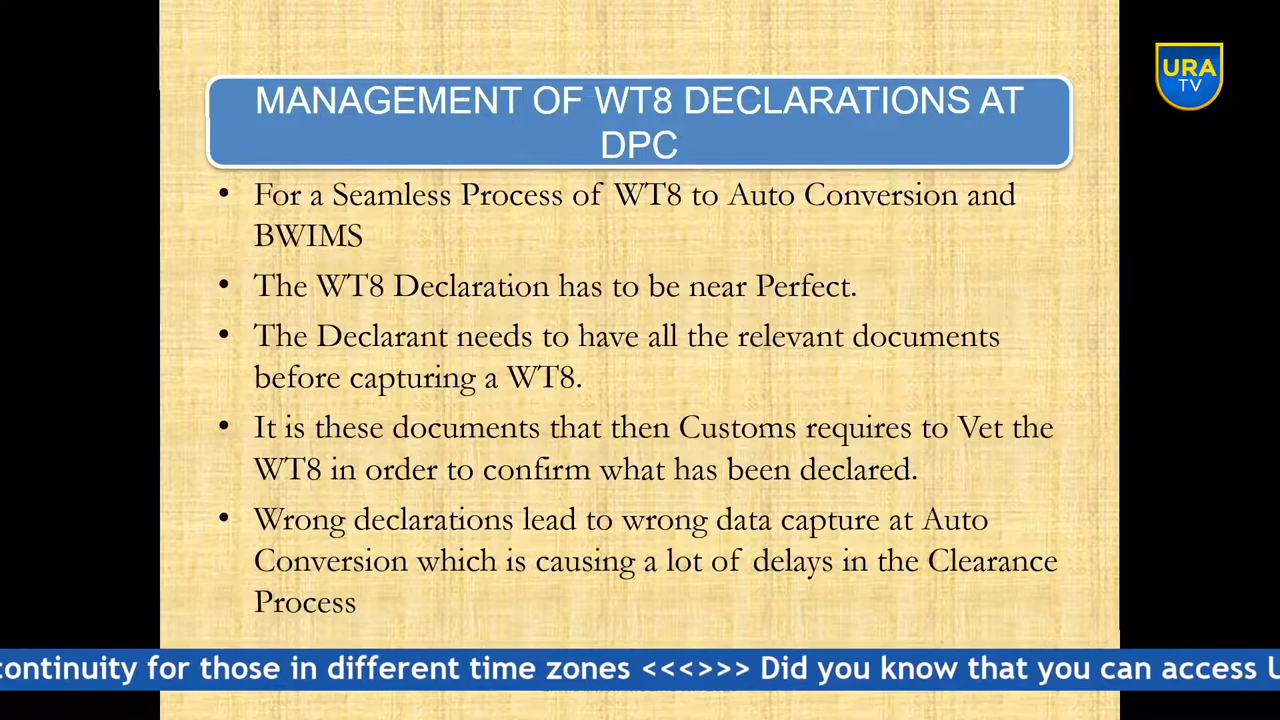 URA
TV
MANAGEMENT OF WT8 DECLARATIONS AT
DPC
• For a Seamless Process of WT8 to Auto Conversion and
BWIMS
• The WT8 Declaration has to be near Perfect.
• The Declarant needs to have all the relevant documents
before capturing a WT8.
• It is these documents that then Customs requires to Vet the
WT8 in order to confirm what has been declared.
• Wrong declarations lead to wrong data capture at Auto
Conversion which is causing a lot of delays in the Clearance
Process
continuity for those in different time zones <<<>>> Did you know that you can access